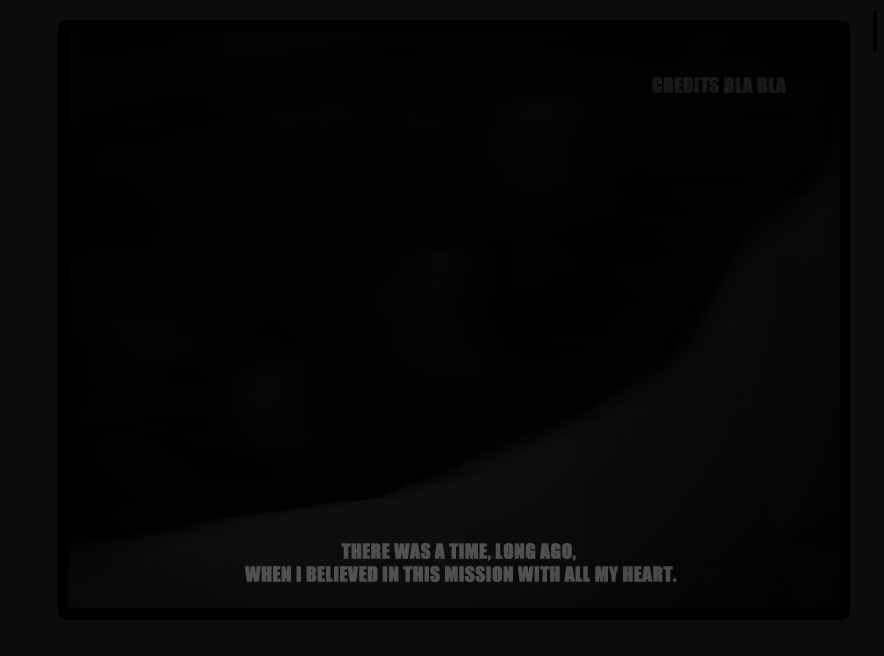 CREDITS BLA BLA
THERE WAS A TIME, LONG AGO,
WHEN I BELIEVED IN THIS MISSION WITH ALL MY HEART.